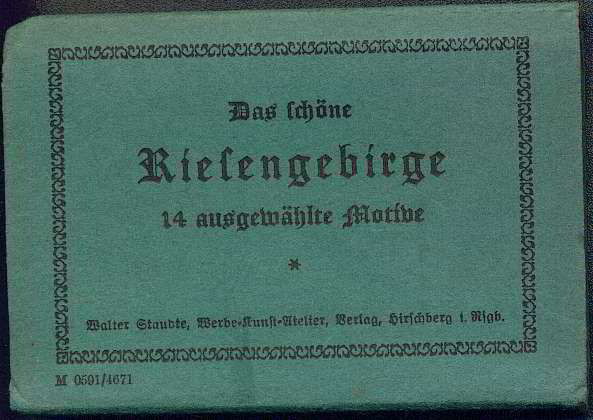 Das ſchöne
Rieſengebirge
14 ausgewählte Motive
*
Walter Staudte, Werbe-Kunſt-Atelier, Verlag, Hirſchberg i. Rſgb.
M 0591/4671